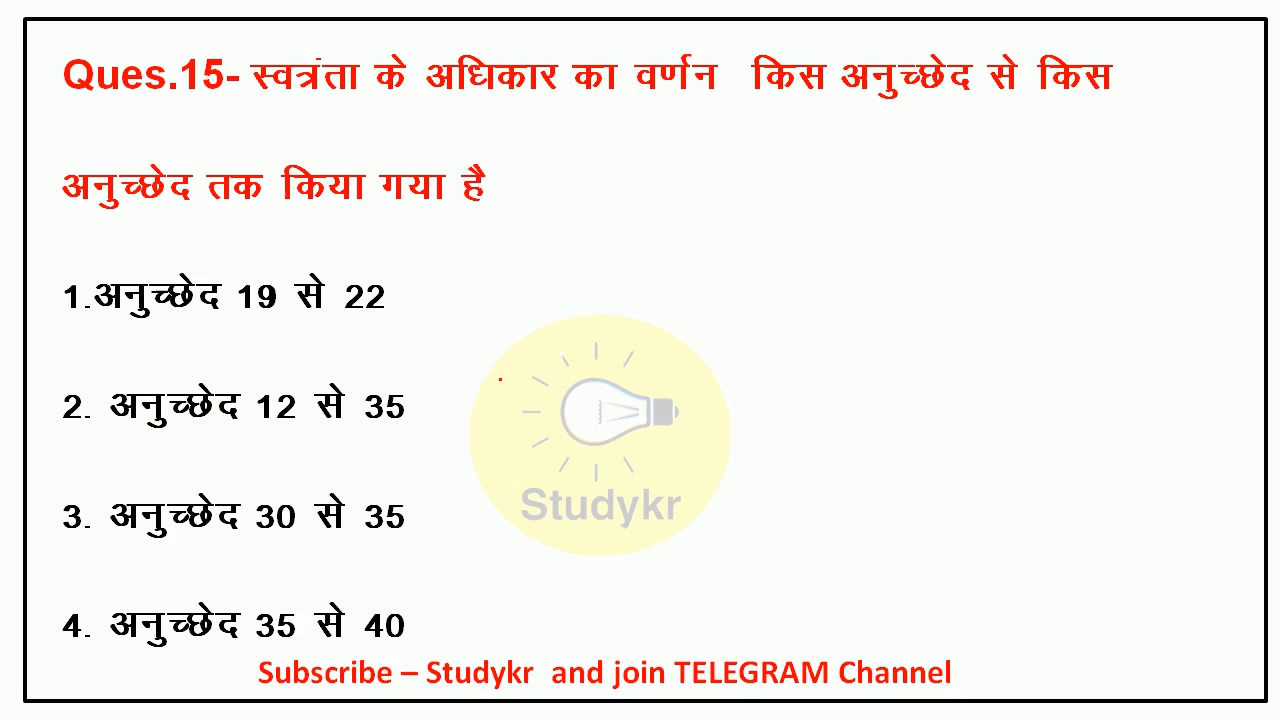 Ques.15- स्वत्रंता के अधिकार का वर्णन किस अनुच्छेद से किस
अनुच्छेद तक किया गया है
1.अनुच्छेद 19 से 22
2. अनुच्छेद 12 से 35
3. अनुच्छेद 30 से 35
4. अनुच्छेद 35 से 40
Studykr
Subscribe – Studykr and join TELEGRAM Channel